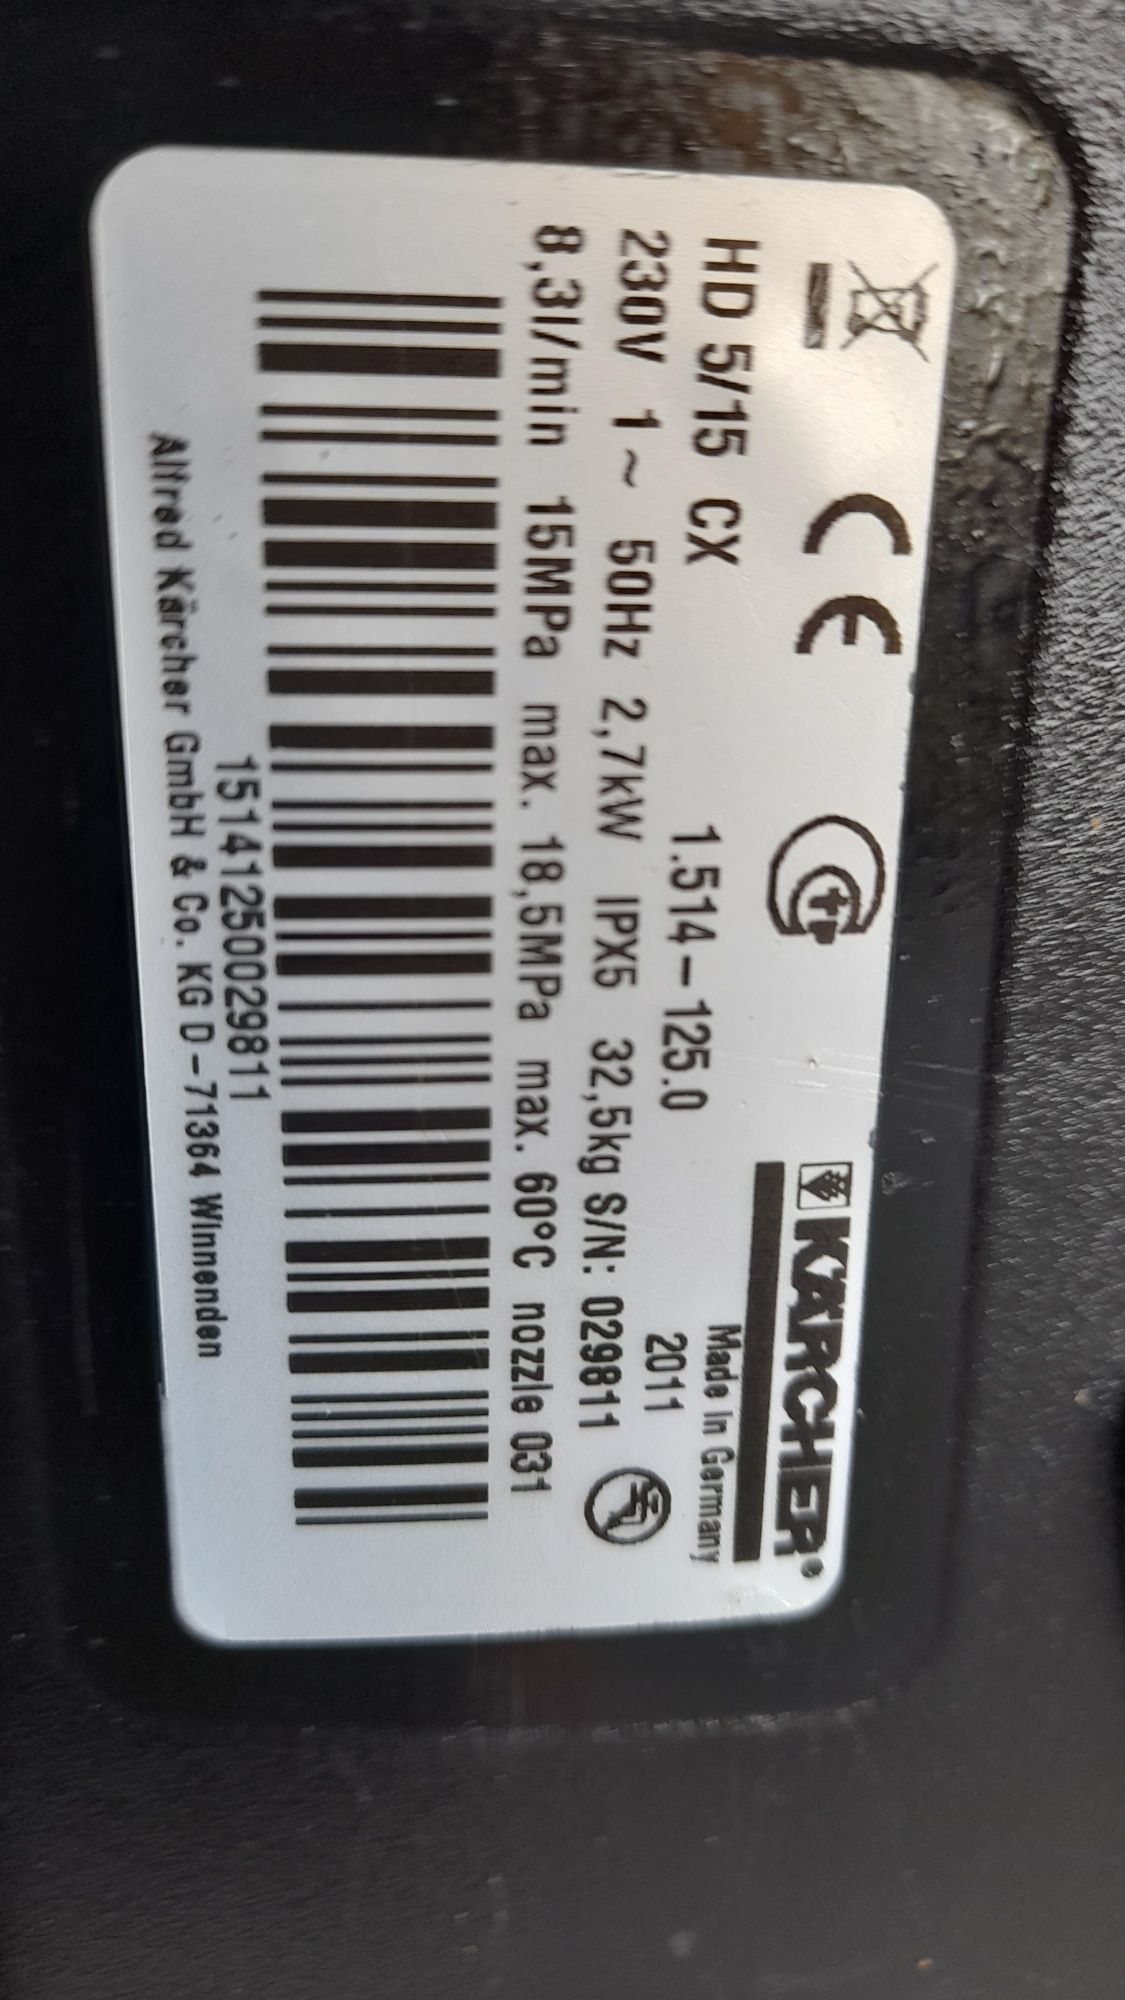 KÄRCHER
Made in Germany
HD 5/15 CX 1.514-125.0 2011
230V 1~ 50Hz 2,7kW IPX5 32,5kg S/N: 029811
8,3l/min 15MPa max. 18,5MPa max. 60°C nozzle 031
151412500029811
Alfred Kärcher GmbH & Co. KG D-71364 Winnenden